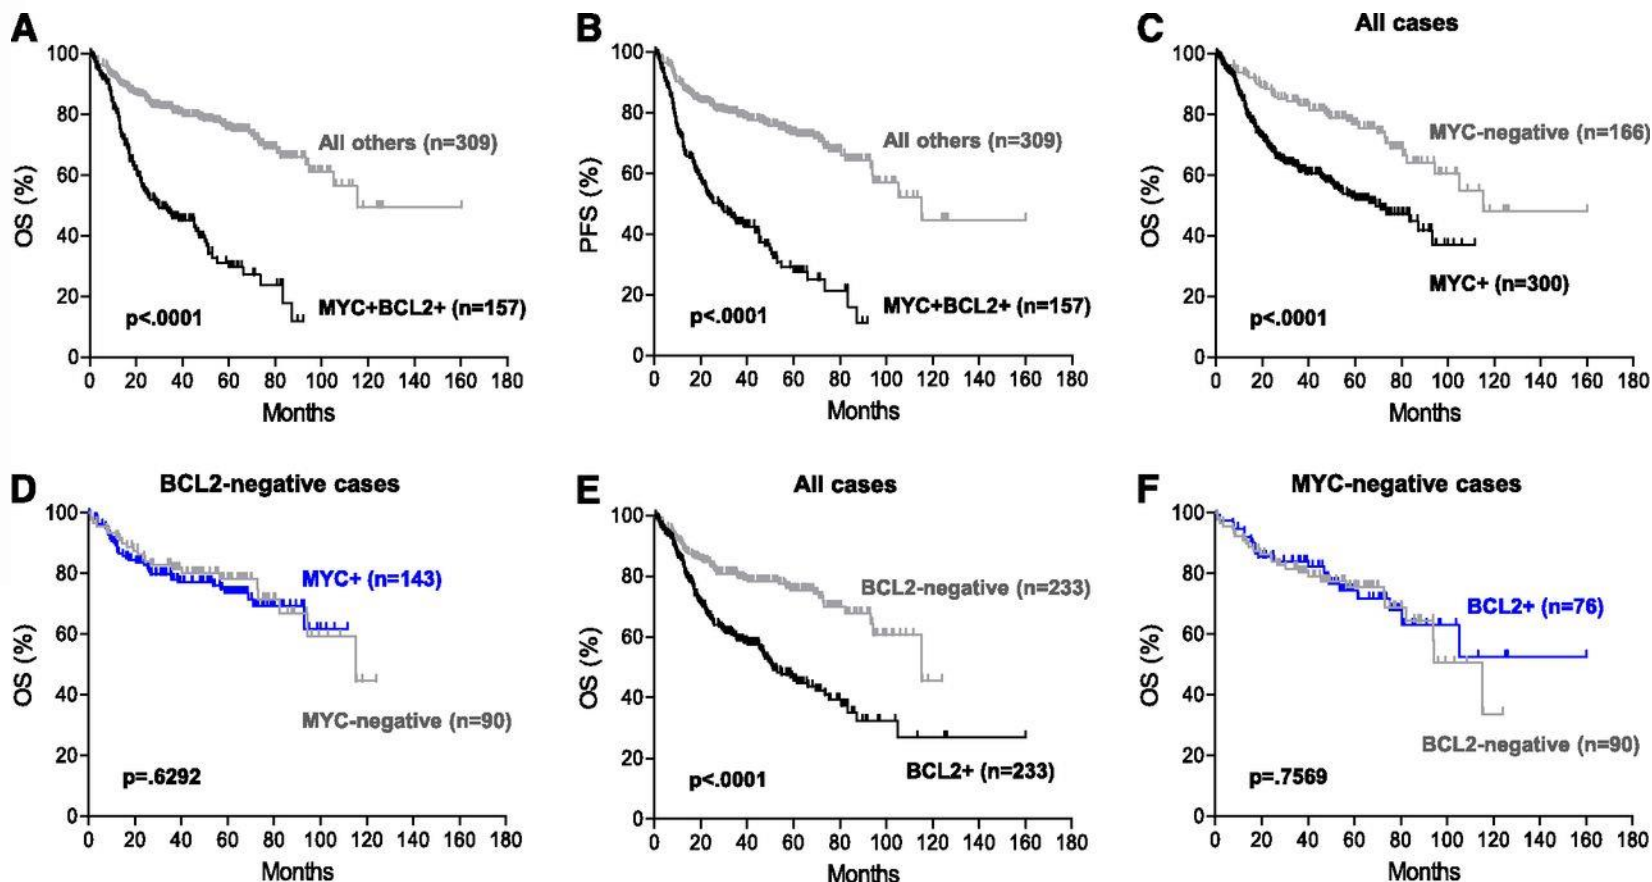 A
100
80
60
40
20
0
OS (%)
All others (n=309)
MYC+BCL2+ (n=157)
p<.0001
0 20 40 60 80 100 120 140 160 180
Months
B
100
80
60
40
20
0
PFS (%)
All others (n=309)
MYC+BCL2+ (n=157)
p<.0001
0 20 40 60 80 100 120 140 160 180
Months
C
All cases
100
80
60
40
20
0
OS (%)
MYC-negative (n=166)
MYC+ (n=300)
p<.0001
0 20 40 60 80 100 120 140 160 180
Months
D
BCL2-negative cases
100
80
60
40
20
0
OS (%)
MYC+ (n=143)
MYC-negative (n=90)
p=.6292
0 20 40 60 80 100 120 140 160 180
Months
E
All cases
100
80
60
40
20
0
OS (%)
BCL2-negative (n=233)
BCL2+ (n=233)
p<.0001
0 20 40 60 80 100 120 140 160 180
Months
F
MYC-negative cases
100
80
60
40
20
0
OS (%)
BCL2+ (n=76)
BCL2-negative (n=90)
p=.7569
0 20 40 60 80 100 120 140 160 180
Months